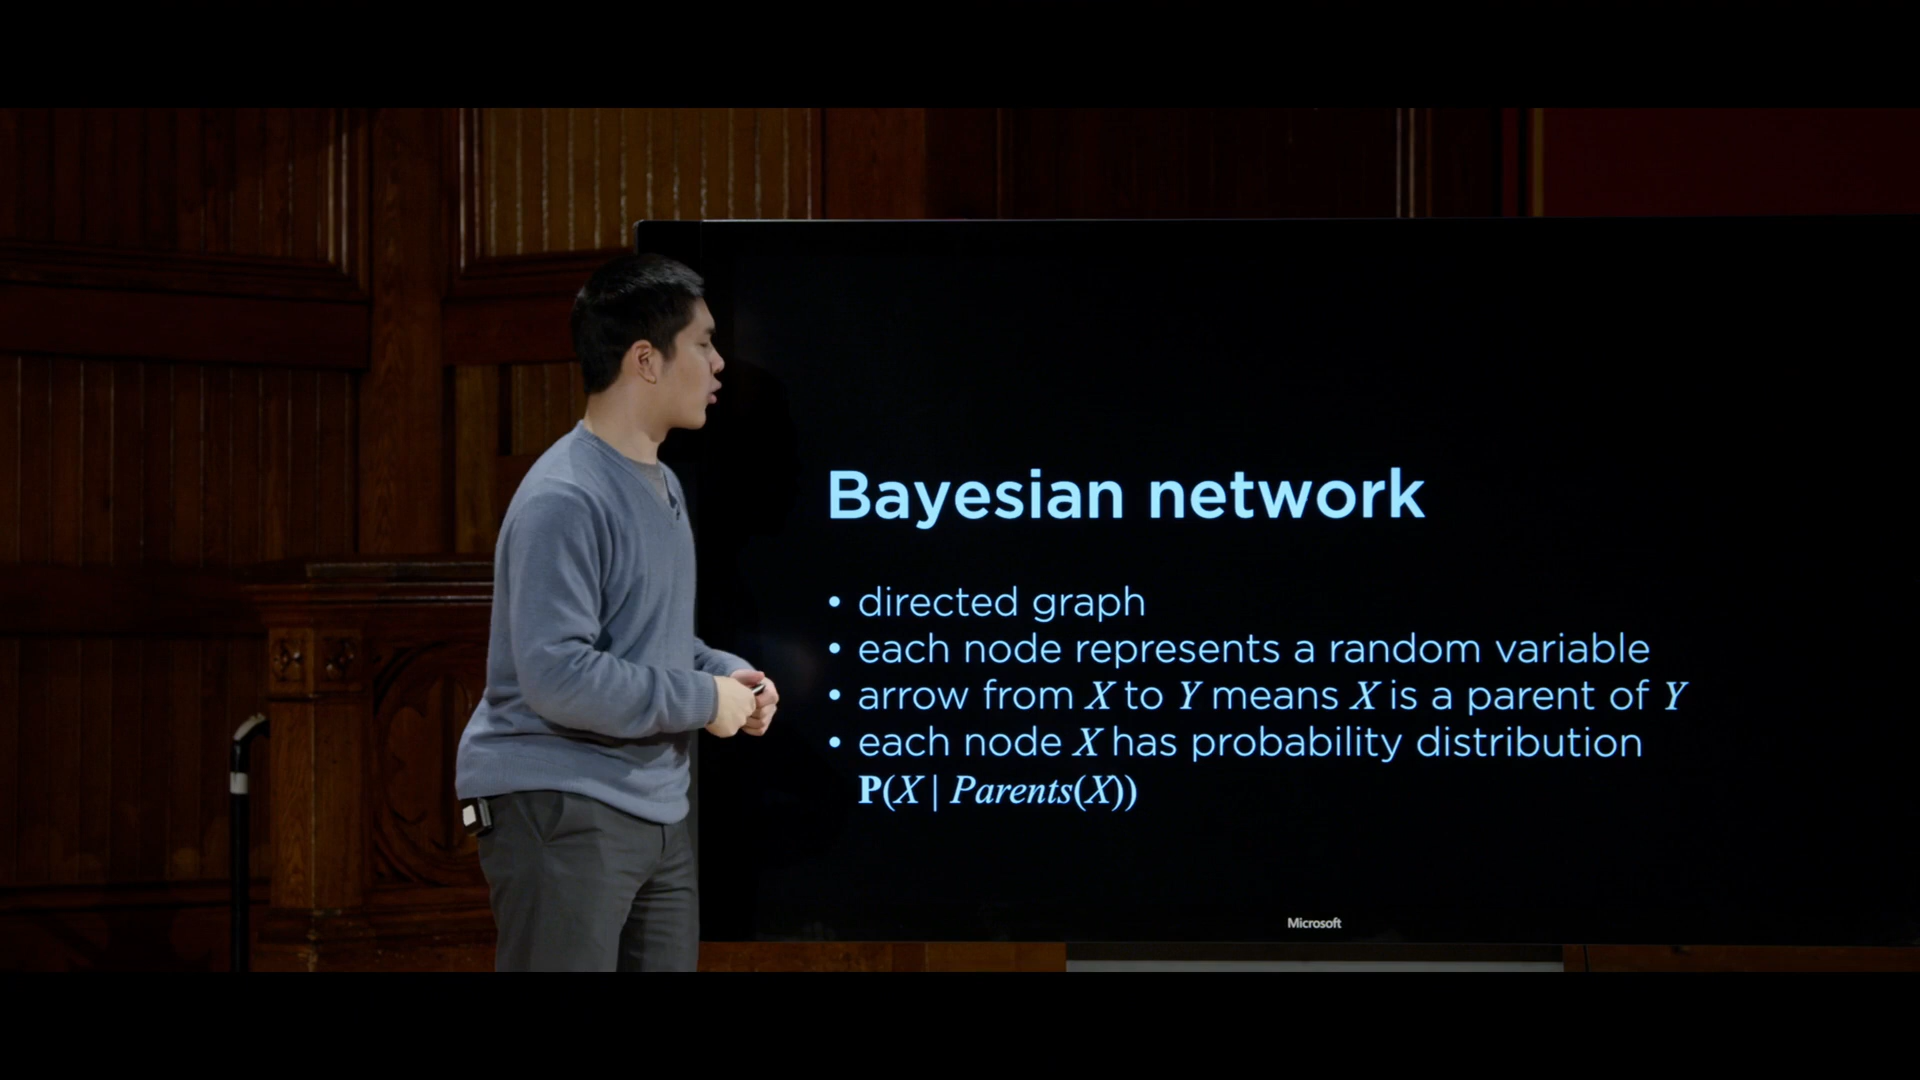 Bayesian network
• directed graph
• each node represents a random variable
• arrow from X to Y means X is a parent of Y
• each node X has probability distribution
P(X | Parents(X))
Microsoft